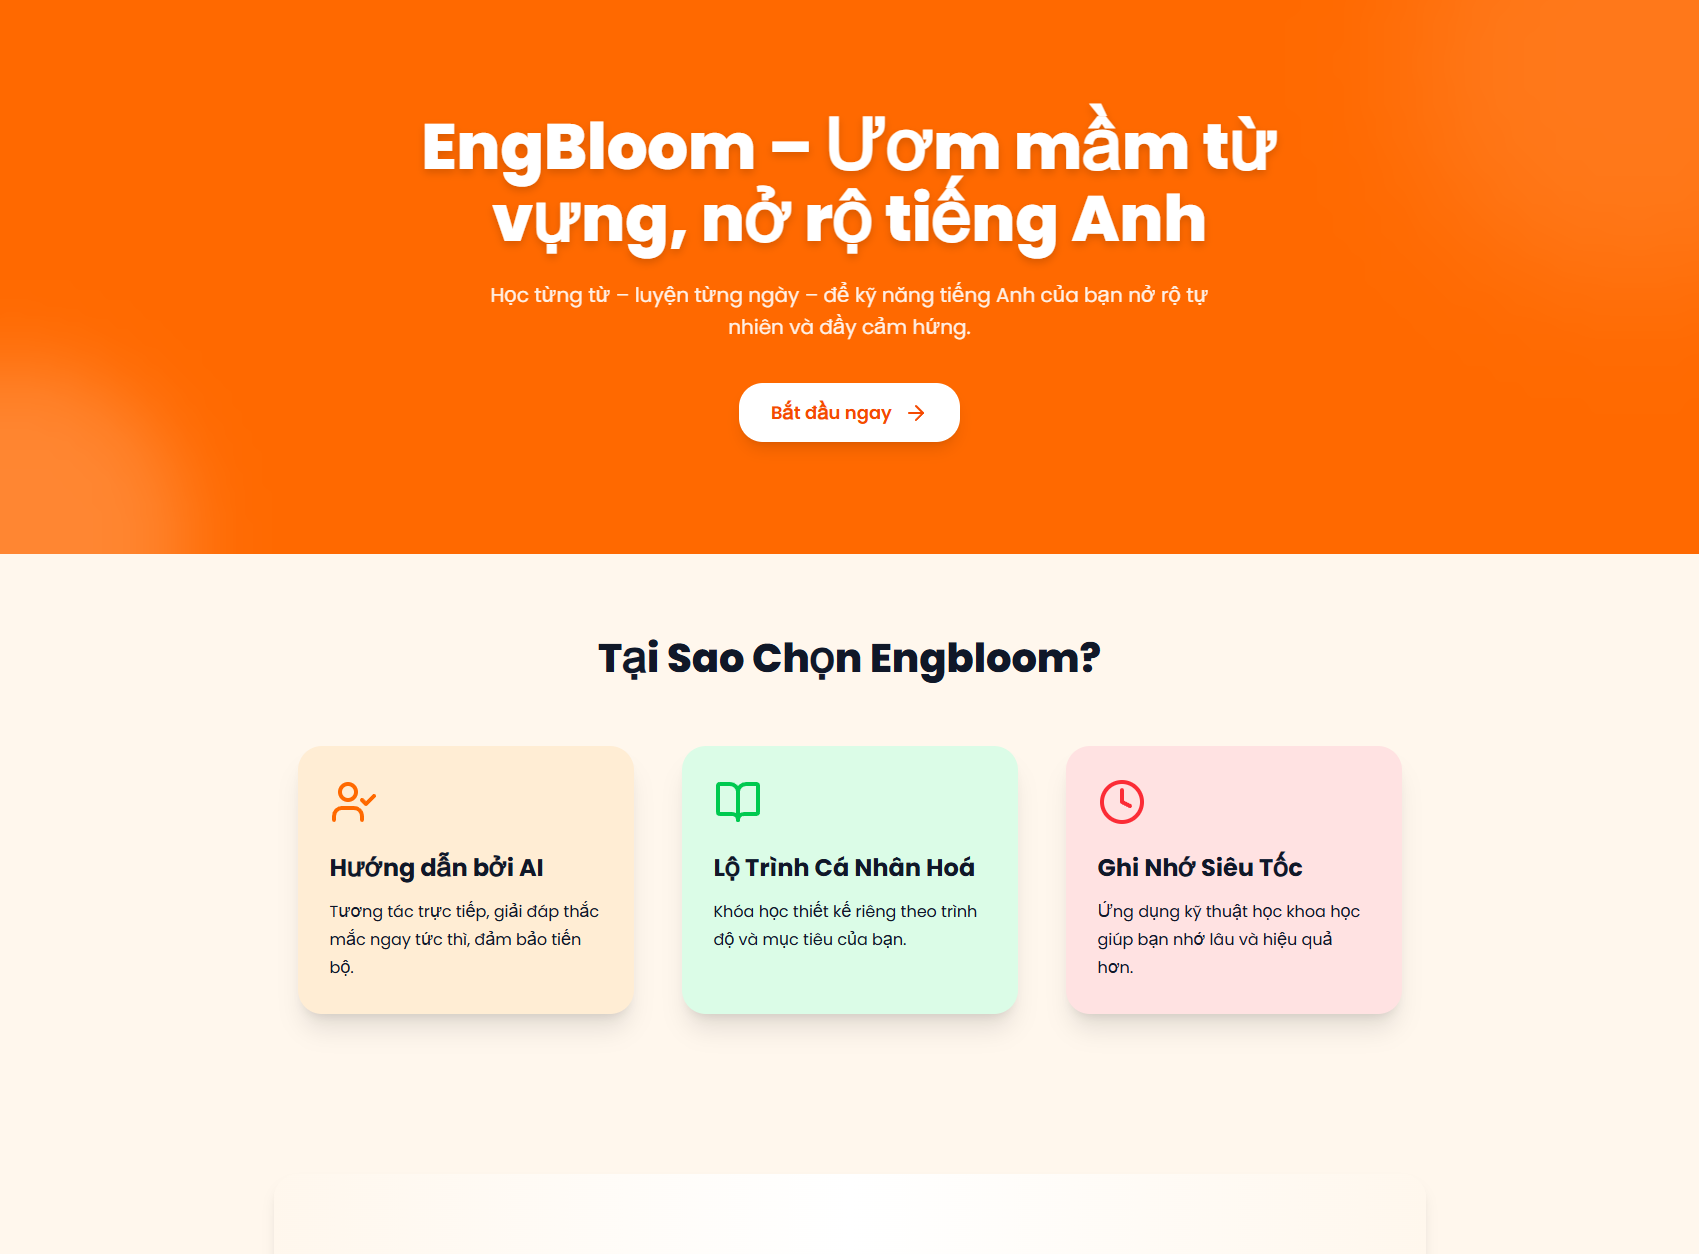 EngBloom – Ươm mầm từ
vựng, nở rộ tiếng Anh
Học từng từ – luyện từng ngày – để kỹ năng tiếng Anh của bạn nở rộ tự
nhiên và đầy cảm hứng.
Bắt đầu ngay
Tại Sao Chọn Engbloom?
Hướng dẫn bởi AI
Tương tác trực tiếp, giải đáp thắc
mắc ngay tức thì, đảm bảo tiến
bộ.
Lộ Trình Cá Nhân Hoá
Khóa học thiết kế riêng theo trình
độ và mục tiêu của bạn.
Ghi Nhớ Siêu Tốc
Ứng dụng kỹ thuật học khoa học
giúp bạn nhớ lâu và hiệu quả
hơn.